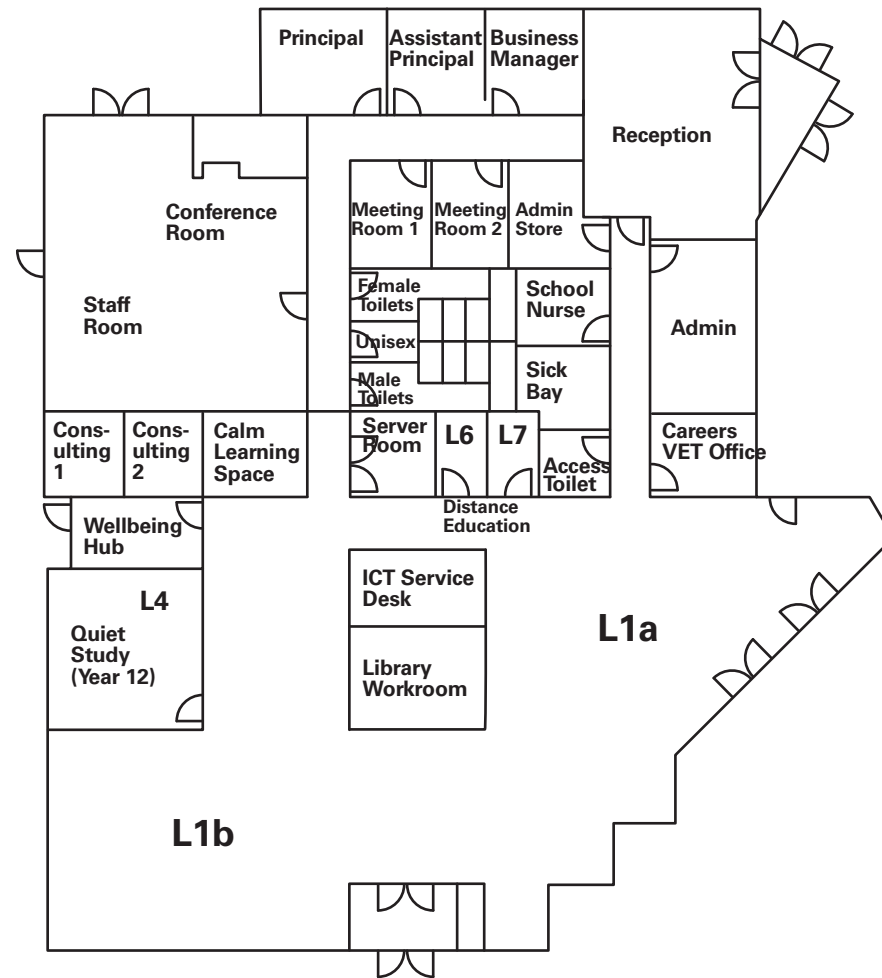 Principal
Assistant
Principal
Business
Manager
Reception
Conference
Room
Meeting
Room 1
Meeting
Room 2
Admin
Store
Staff
Room
Female
Toilets
Unisex
Male
Toilets
School
Nurse
Sick
Bay
Admin
Cons-
ulting
1
Cons-
ulting
2
Calm
Learning
Space
Server
Room
L6
L7
Access
Toilet
Careers
VET Office
Distance
Education
Wellbeing
Hub
L4
Quiet
Study
(Year 12)
ICT Service
Desk
Library
Workroom
L1a
L1b